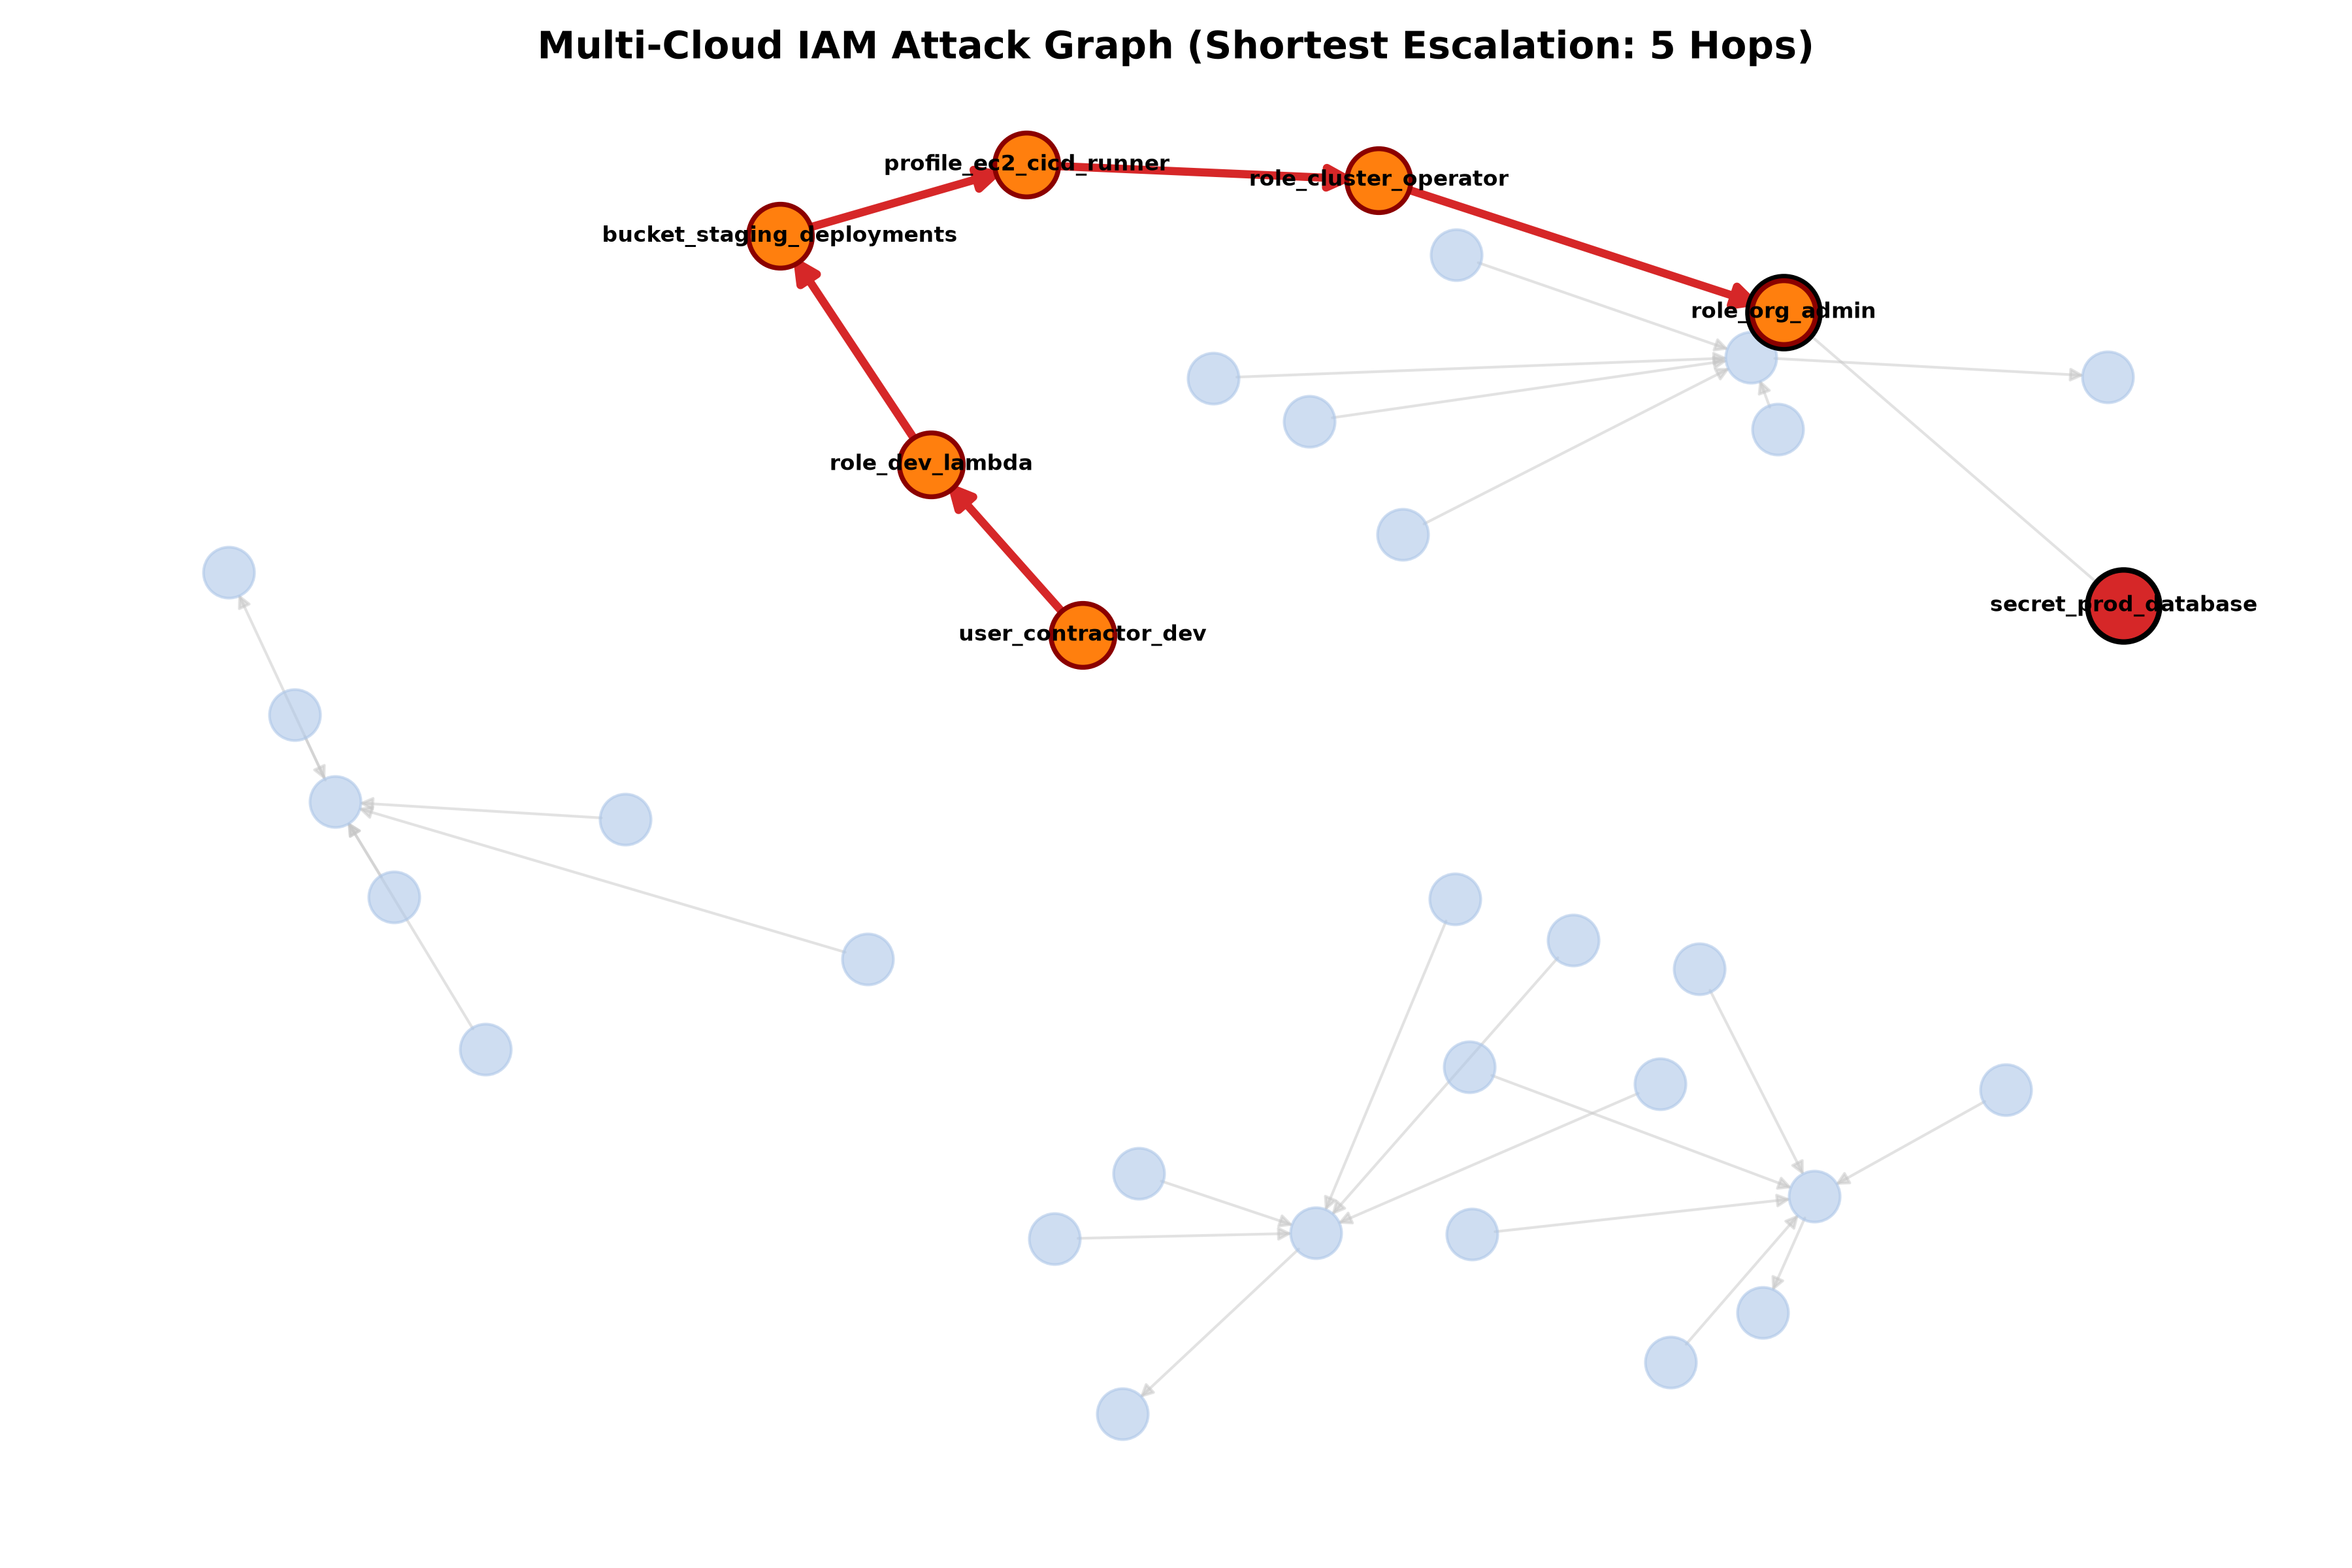 Multi-Cloud IAM Attack Graph (Shortest Escalation: 5 Hops)
profile_ec2_cicd_runner
role_cluster_operator
bucket_staging_deployments
role_org_admin
role_dev_lambda
secret_prod_database
user_contractor_dev